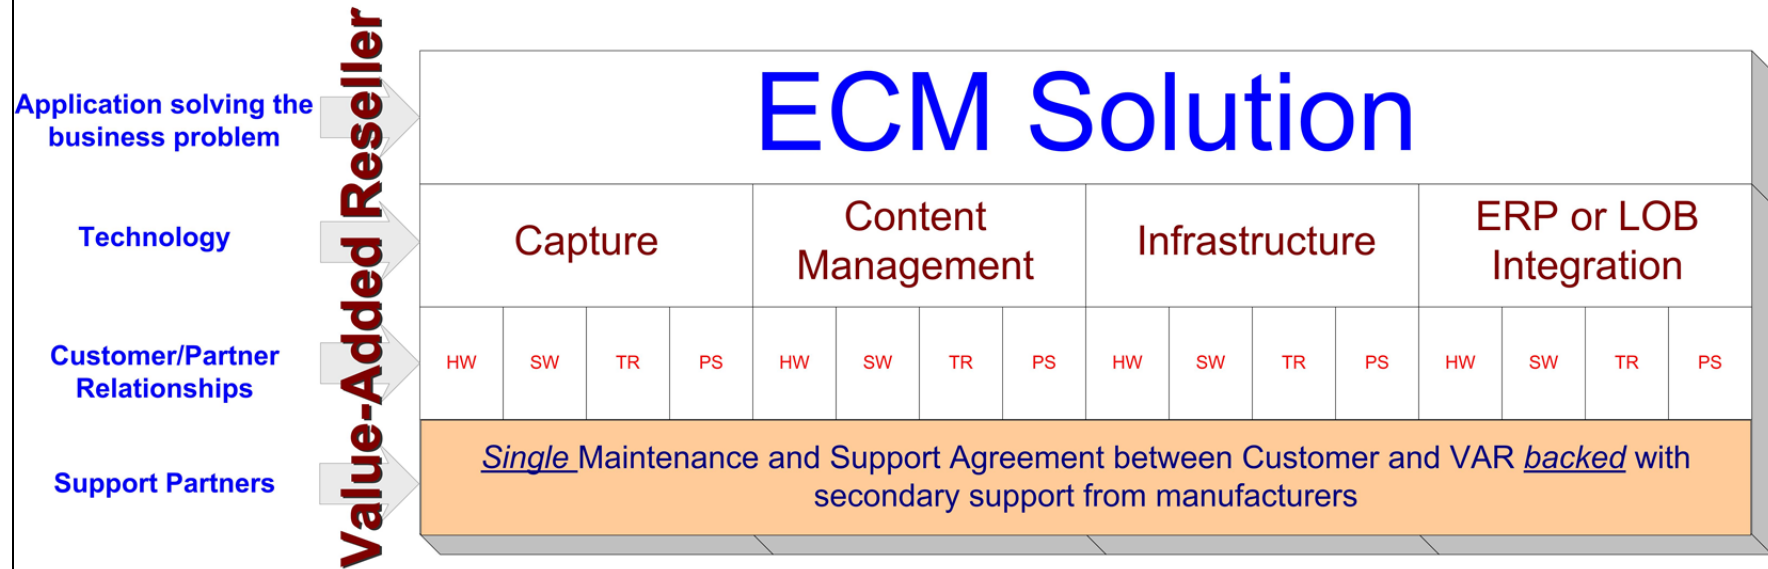 Value-Added Reseller
Application solving the
business problem
ECM Solution
Technology
Capture
Content
Management
Infrastructure
ERP or LOB
Integration
Customer/Partner
Relationships
HW SW TR PS HW SW TR PS HW SW TR PS HW SW TR PS
Support Partners
Single Maintenance and Support Agreement between Customer and VAR backed with
secondary support from manufacturers